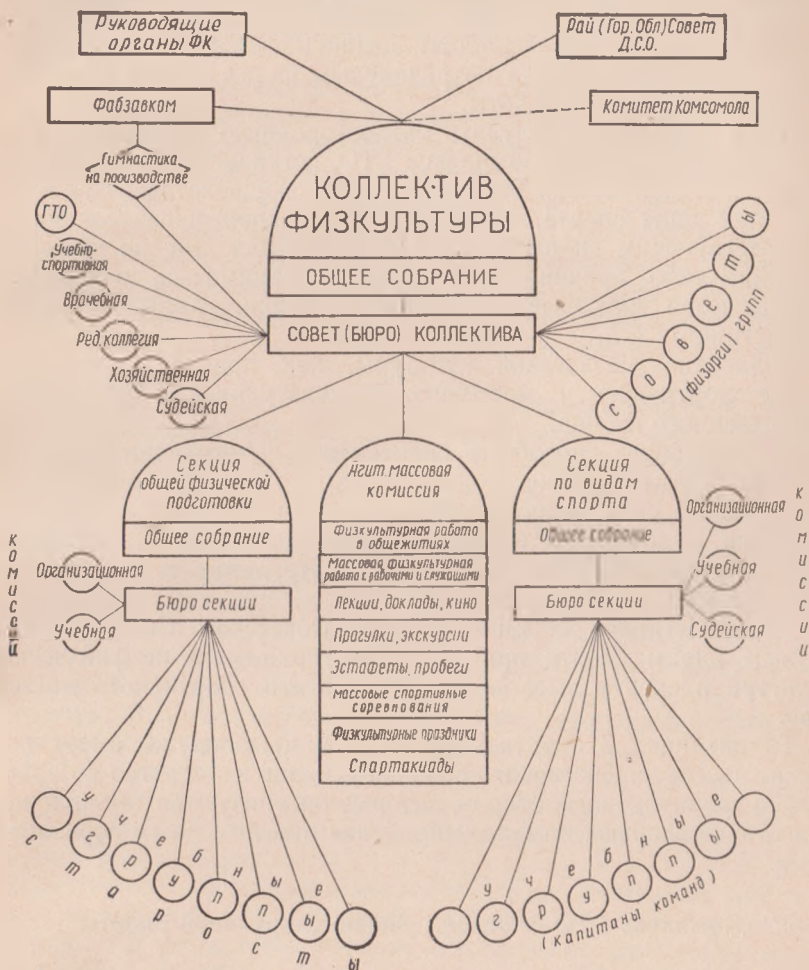 Руководящие
органы ФК
Рай (Гор. Обл) Совет
Д.С.О.
Фабзавком
Комитет Комсомола
Гимнастика
на производстве
КОЛЛЕКТИВ
ФИЗКУЛЬТУРЫ
ОБЩЕЕ СОБРАНИЕ
СОВЕТ (БЮРО) КОЛЛЕКТИВА
ГТО
Учебно-
спортивная
Врачебная
Ред. коллегия
Хозяйственная
Судейская
Советы
(физорги) групп
Секция
общей физической
подготовки
Общее собрание
Бюро секции
Организационная
Учебная
Комиссии
Агит. массовая
комиссия
Физкультурная работа
в общежитиях
Массовая физкультурная
работа с рабочими и служащими
Лекции, доклады, кино
Прогулки, экскурсии
Эстафеты, пробеги
Массовые спортивные
соревнования
Физкультурные праздники
Спартакиады
Секция
по видам
спорта
Общее собрание
Бюро секции
Организационная
Учебная
Судейская
Комиссии
учебные
группы
старосты
учебные
группы
(капитаны команд)